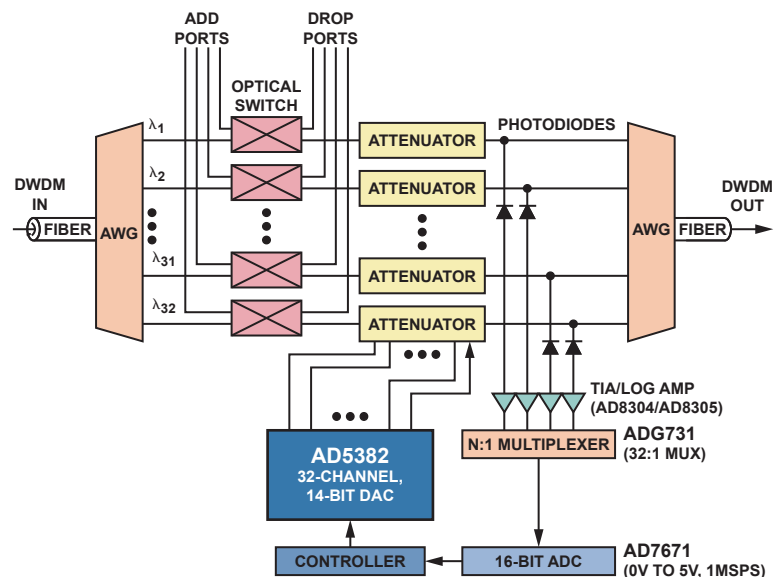 ADD
PORTS
DROP
PORTS
OPTICAL
SWITCH
λ1
ATTENUATOR
PHOTODIODES
λ2
ATTENUATOR
DWDM
IN
FIBER
AWG
AWG
FIBER
DWDM
OUT
λ31
ATTENUATOR
λ32
ATTENUATOR
TIA/LOG AMP
(AD8304/AD8305)
N:1 MULTIPLEXER
ADG731
(32:1 MUX)
AD5382
32-CHANNEL,
14-BIT DAC
CONTROLLER
16-BIT ADC
AD7671
(0V TO 5V, 1MSPS)